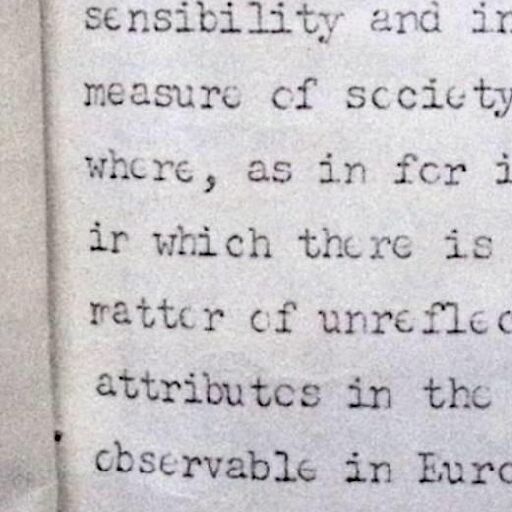 sensibility and in
measure of society
where, as in for i
in which there is
matter of unreflec
attributes in the
observable in Euro